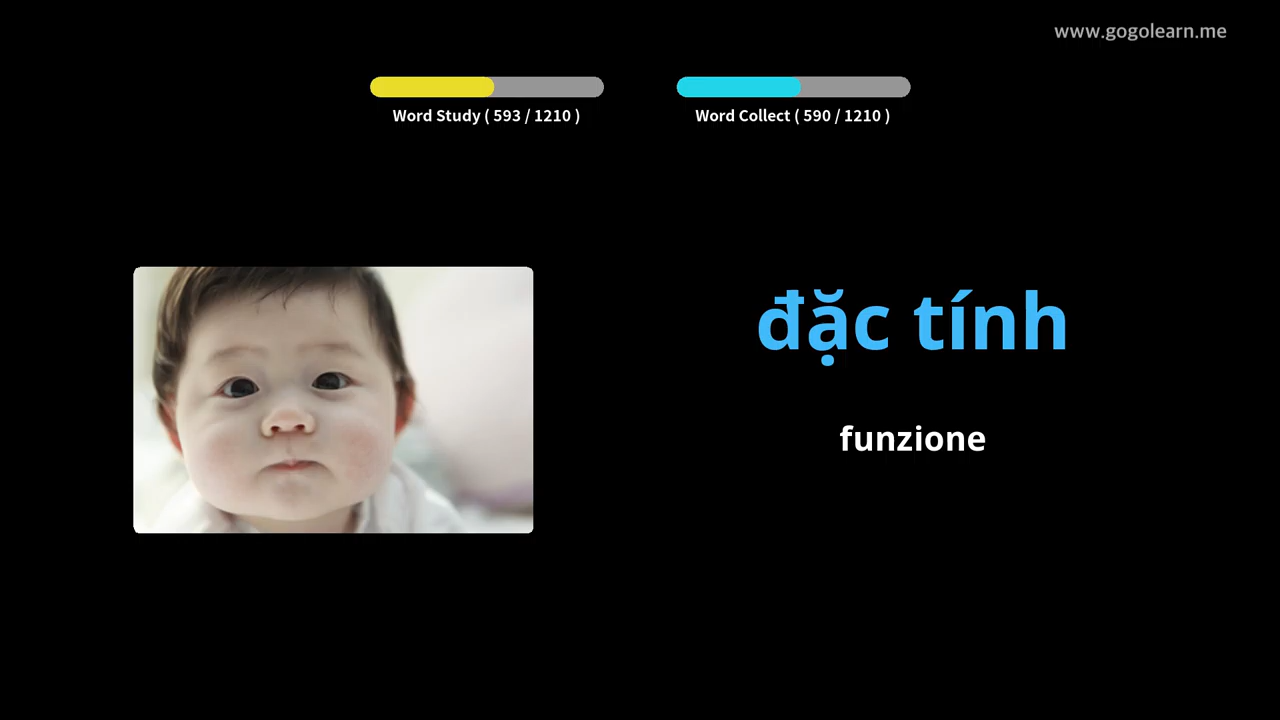 www.gogolearn.me
Word Study ( 593 / 1210 )
Word Collect ( 590 / 1210 )
đặc tính
funzione